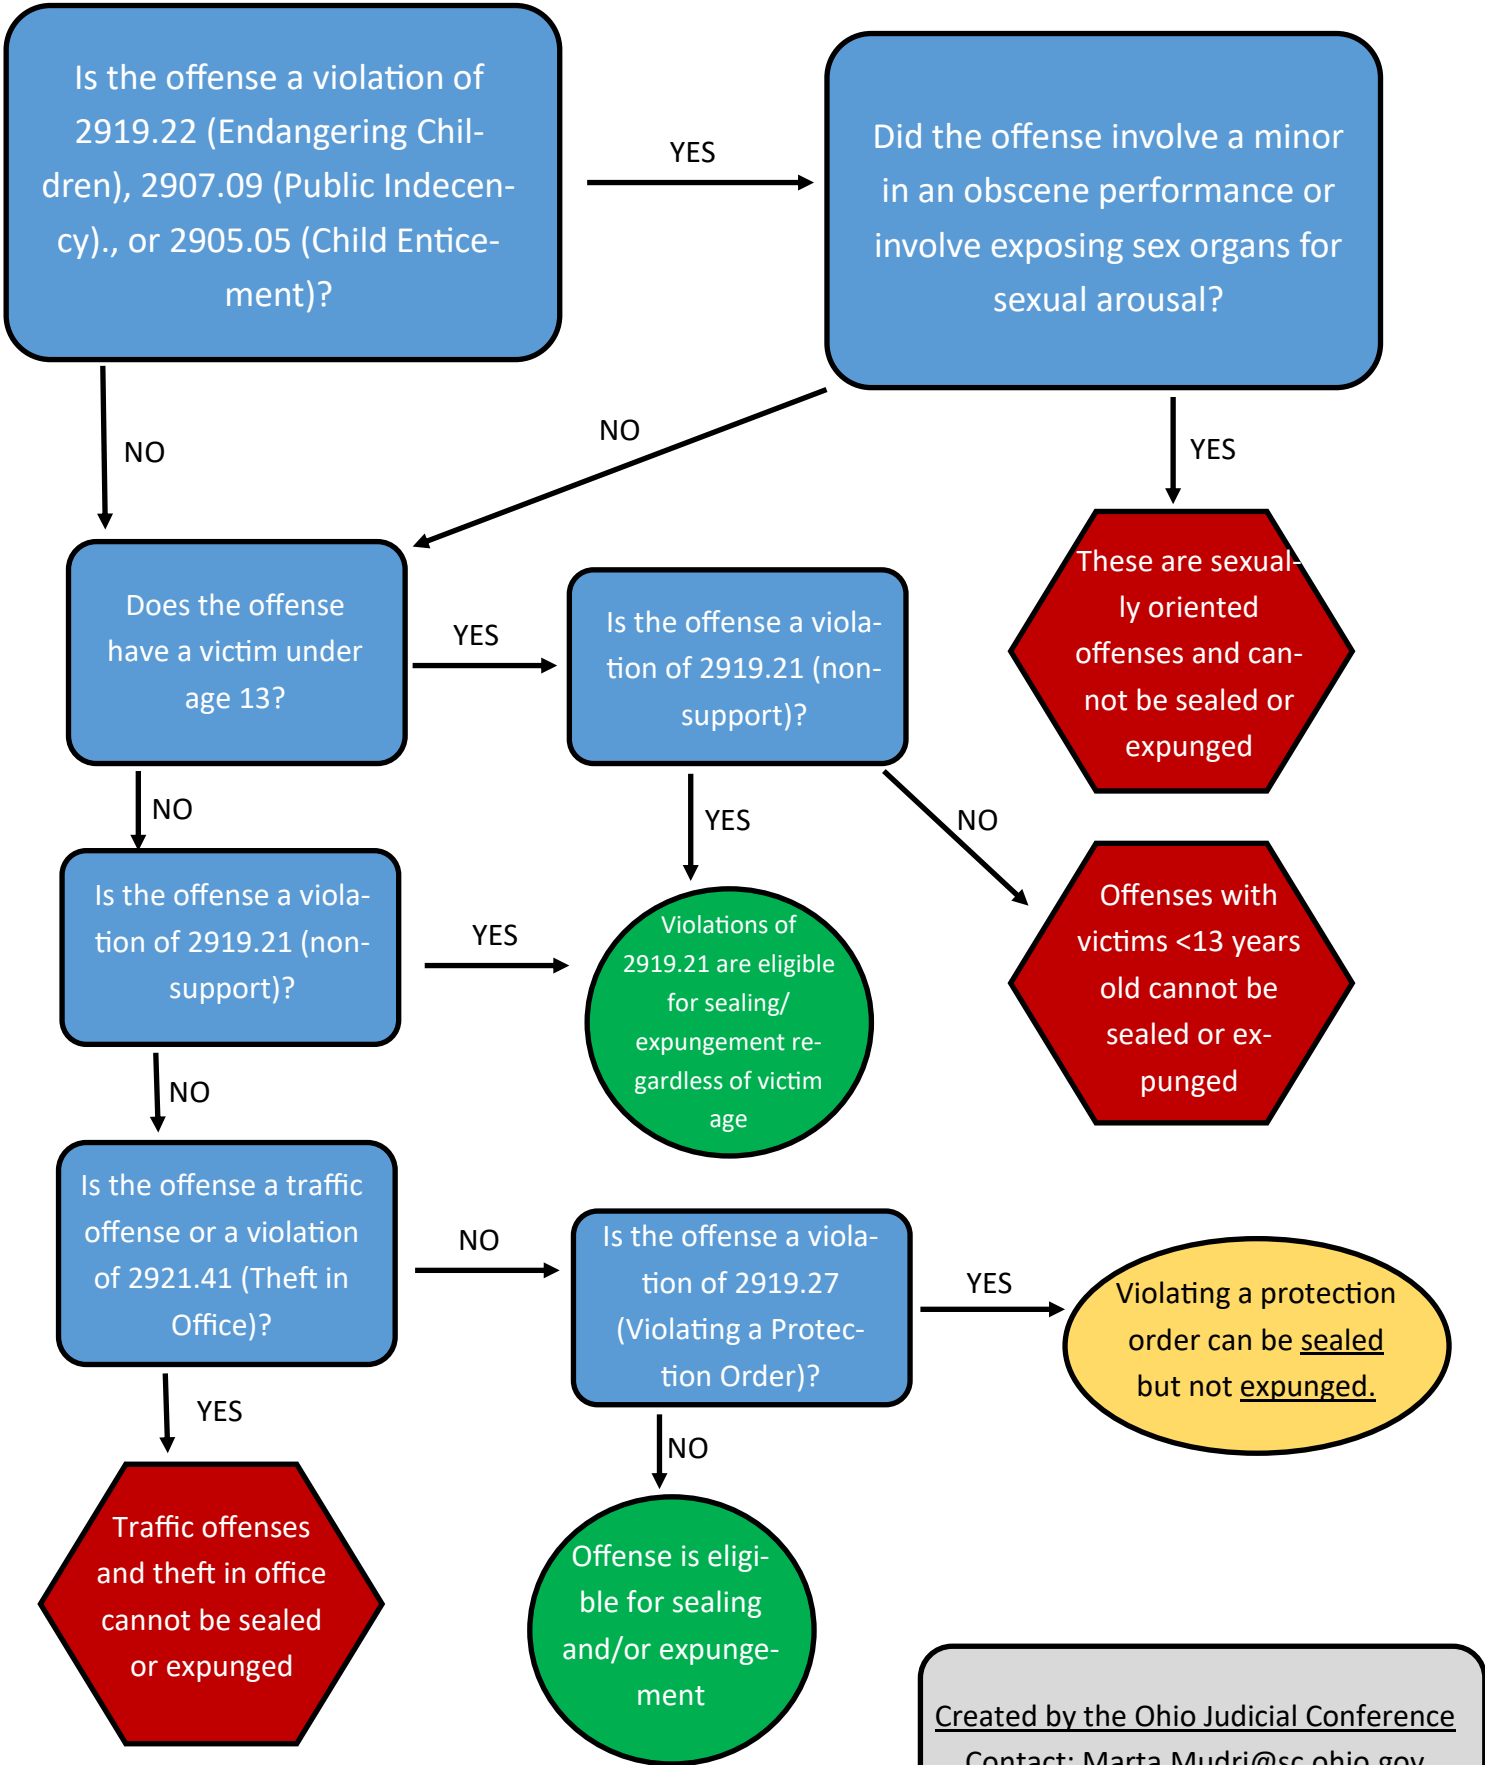 Is the offense a violation of
2919.22 (Endangering Chil-
dren), 2907.09 (Public Indecen-
cy)., or 2905.05 (Child Entice-
ment)?
YES
Did the offense involve a minor
in an obscene performance or
involve exposing sex organs for
sexual arousal?
NO
NO
YES
These are sexual-
ly oriented
offenses and can-
not be sealed or
expunged
Does the offense
have a victim under
age 13?
YES
Is the offense a viola-
tion of 2919.21 (non-
support)?
NO
YES
NO
Is the offense a viola-
tion of 2919.21 (non-
support)?
YES
Violations of
2919.21 are eligible
for sealing/
expungement re-
gardless of victim
age
Offenses with
victims <13 years
old cannot be
sealed or ex-
punged
NO
Is the offense a traffic
offense or a violation
of 2921.41 (Theft in
Office)?
NO
Is the offense a viola-
tion of 2919.27
(Violating a Protec-
tion Order)?
YES
Violating a protection
order can be sealed
but not expunged.
YES
NO
Traffic offenses
and theft in office
cannot be sealed
or expunged
Offense is eligi-
ble for sealing
and/or expunge-
ment
Created by the Ohio Judicial Conference
Contact: Marta.Mudri@sc.ohio.gov